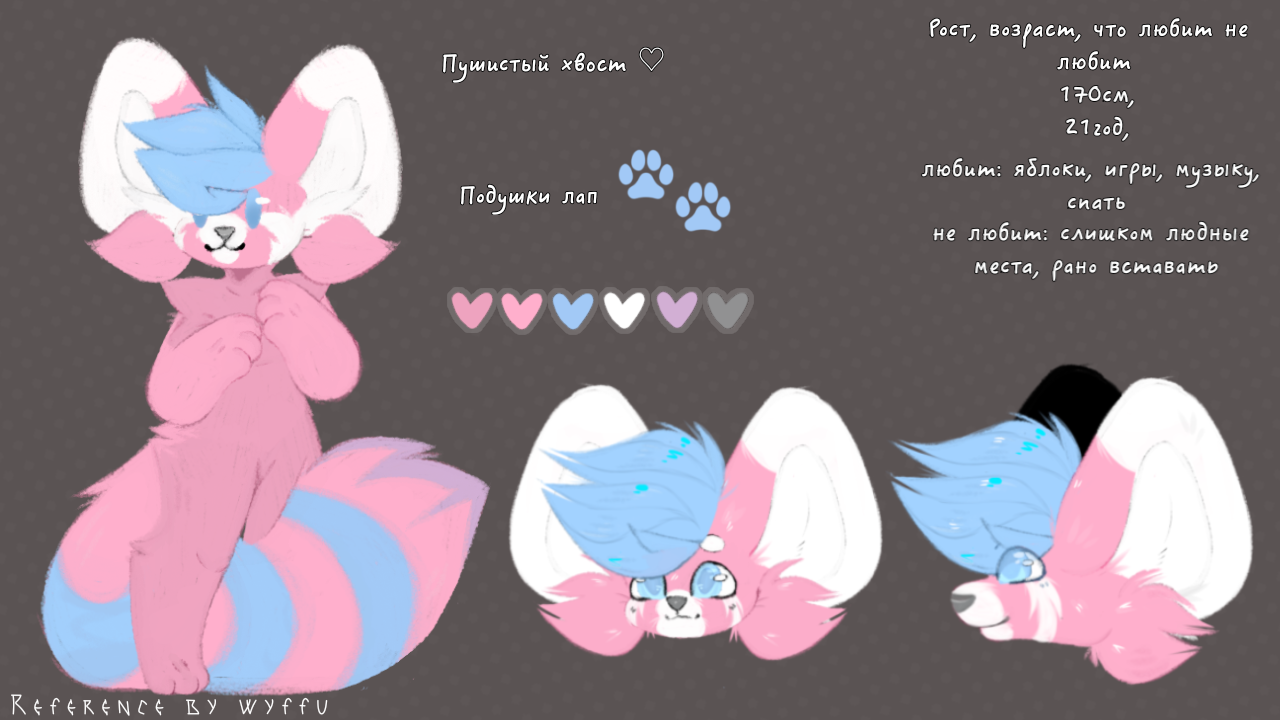 Рост, возраст, что любит не
любит
170см,
21год,
Пушистый хвост ♡
любит: яблоки, игры, музыку,
спать
Подушки лап
не любит: слишком людные
места, рано вставать
Reference by wyffu